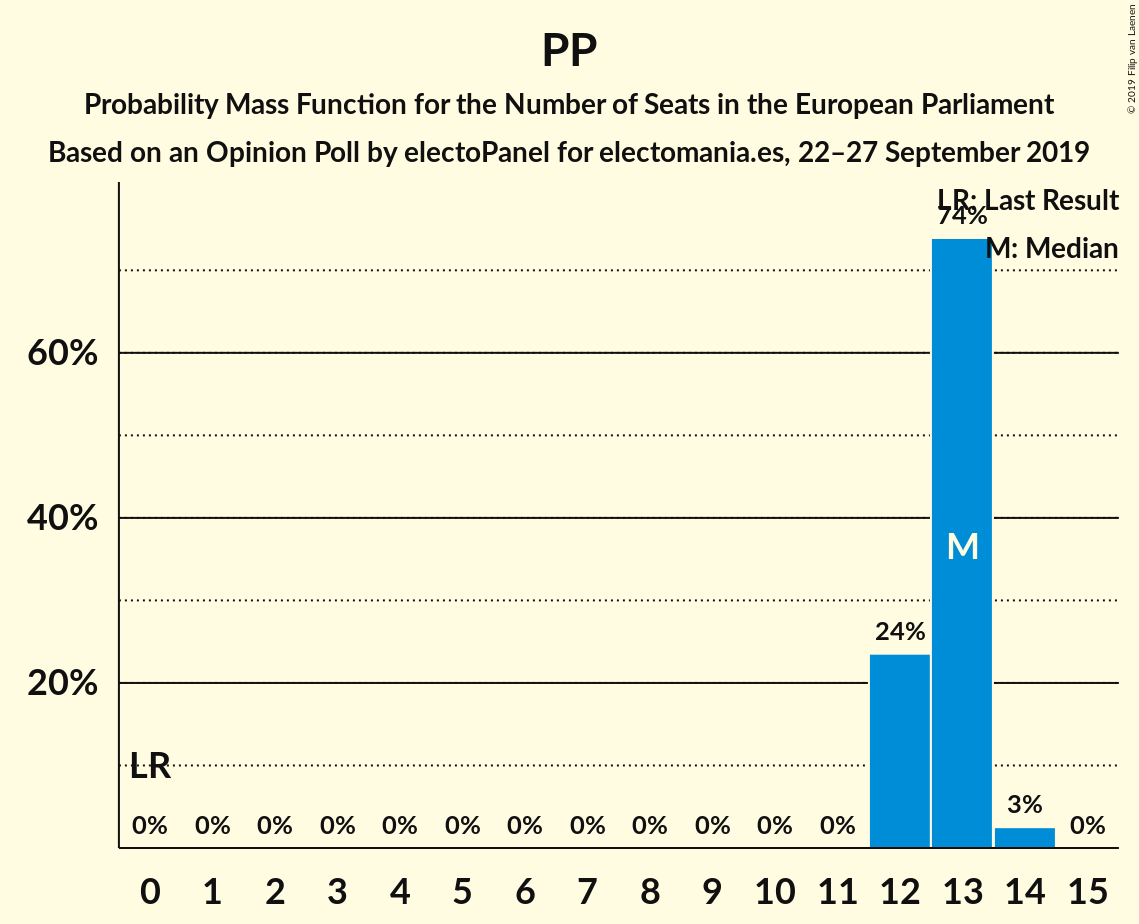 PP
Probability Mass Function for the Number of Seats in the European Parliament
Based on an Opinion Poll by electoPanel for electomania.es, 22–27 September 2019
© 2019 Filip van Laenen
LR: Last Result
M: Median
74%
60%
40%
20%
M
24%
LR
3%
0% 0% 0% 0% 0% 0% 0% 0% 0% 0% 0% 0% 0%
0 1 2 3 4 5 6 7 8 9 10 11 12 13 14 15